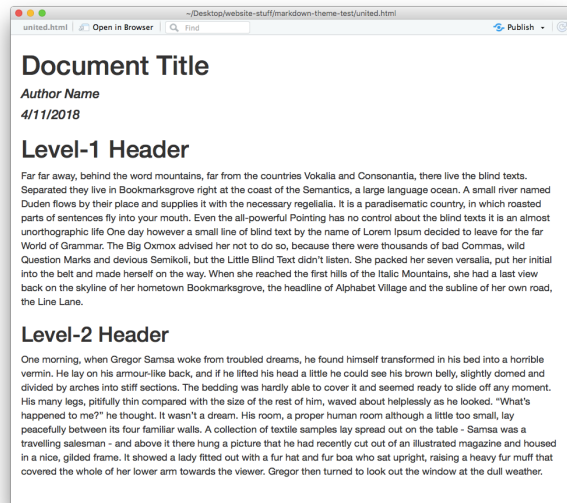 ~/Desktop/website-stuff/markdown-theme-test/united.html
united.html Open in Browser Find Publish
Document Title
Author Name
4/11/2018
Level-1 Header
Far far away, behind the word mountains, far from the countries Vokalia and Consonantia, there live the blind texts.
Separated they live in Bookmarksgrove right at the coast of the Semantics, a large language ocean. A small river named
Duden flows by their place and supplies it with the necessary regelialia. It is a paradisematic country, in which roasted
parts of sentences fly into your mouth. Even the all-powerful Pointing has no control about the blind texts it is an almost
unorthographic life One day however a small line of blind text by the name of Lorem Ipsum decided to leave for the far
World of Grammar. The Big Oxmox advised her not to do so, because there were thousands of bad Commas, wild
Question Marks and devious Semikoli, but the Little Blind Text didn't listen. She packed her seven versalia, put her initial
into the belt and made herself on the way. When she reached the first hills of the Italic Mountains, she had a last view
back on the skyline of her hometown Bookmarksgrove, the headline of Alphabet Village and the subline of her own road,
the Line Lane.
Level-2 Header
One morning, when Gregor Samsa woke from troubled dreams, he found himself transformed in his bed into a horrible
vermin. He lay on his armour-like back, and if he lifted his head a little he could see his brown belly, slightly domed and
divided by arches into stiff sections. The bedding was hardly able to cover it and seemed ready to slide off any moment.
His many legs, pitifully thin compared with the size of the rest of him, waved about helplessly as he looked. “What's
happened to me?” he thought. It wasn't a dream. His room, a proper human room although a little too small, lay
peacefully between its four familiar walls. A collection of textile samples lay spread out on the table - Samsa was a
travelling salesman - and above it there hung a picture that he had recently cut out of an illustrated magazine and housed
in a nice, gilded frame. It showed a lady fitted out with a fur hat and fur boa who sat upright, raising a heavy fur muff that
covered the whole of her lower arm towards the viewer. Gregor then turned to look out the window at the dull weather.